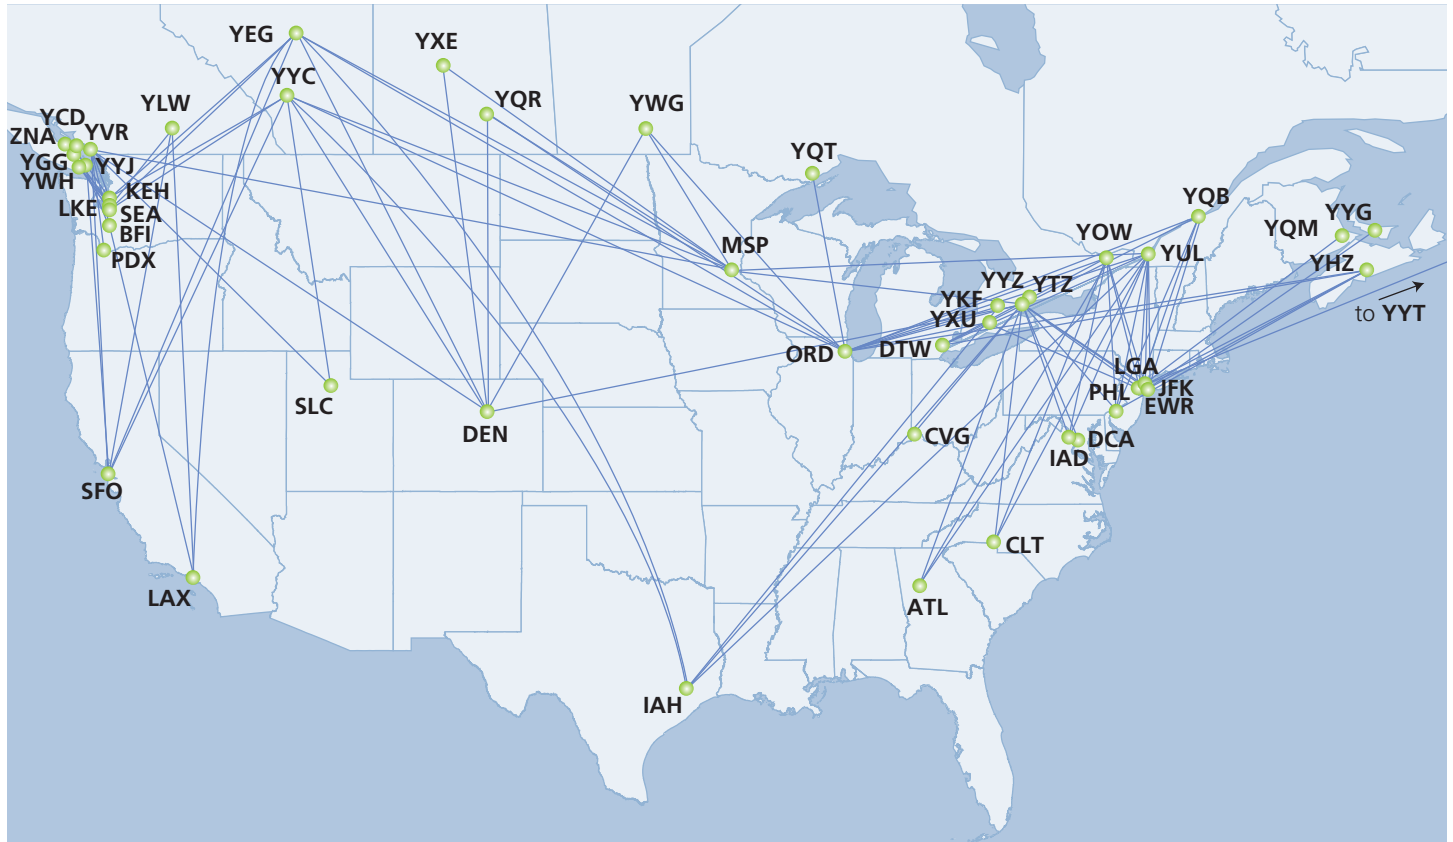 YEG
YXE
YYC
YQR
YLW
YWG
YCD
ZNA
YVR
YGG
YYJ
YWH
YQT
KEH
LKE
SEA
BFI
PDX
YQB
YYG
YQM
YOW
YUL
YHZ
MSP
YYZ
YTZ
YKF
YXU
to YYT
ORD
DTW
LGA
PHL
JFK
EWR
SLC
DEN
CVG
DCA
IAD
SFO
CLT
LAX
ATL
IAH